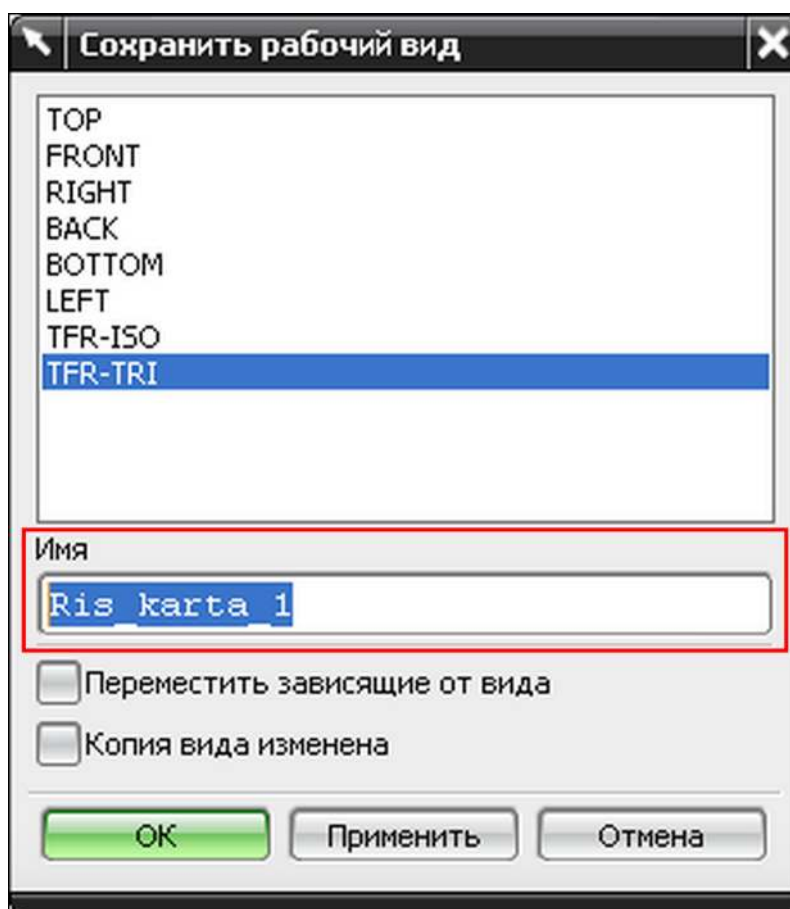 Сохранить рабочий вид
TOP
FRONT
RIGHT
BACK
BOTTOM
LEFT
TFR-ISO
TFR-TRI
Имя
Ris_karta_1
Переместить зависящие от вида
Копия вида изменена
ОК Применить Отмена